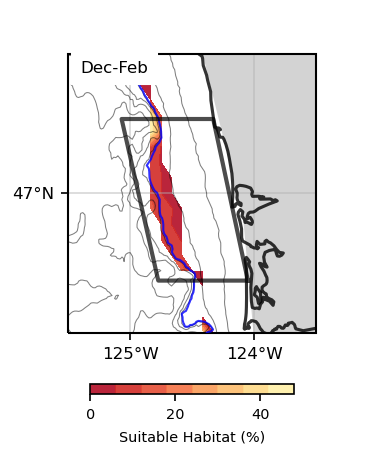 Dec-Feb
47°N
125°W 124°W
0 20 40
Suitable Habitat (%)